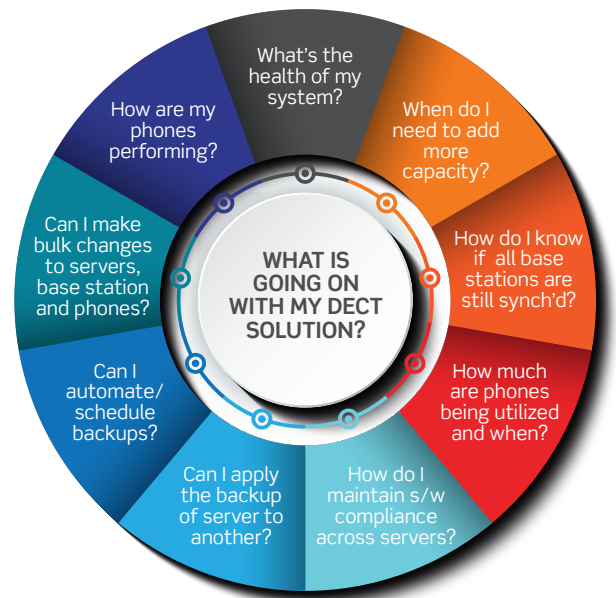 What's the
health of my
system?
When do I
need to add
more
capacity?
How do I know
if all base
stations are
still synch'd?
How much
are phones
being utilized
and when?
How do I
maintain s/w
compliance
across servers?
Can I apply
the backup
of server to
another?
Can I
automate/
schedule
backups?
Can I make
bulk changes
to servers,
base station
and phones?
How are my
phones
performing?
WHAT IS
GOING ON
WITH MY DECT
SOLUTION?